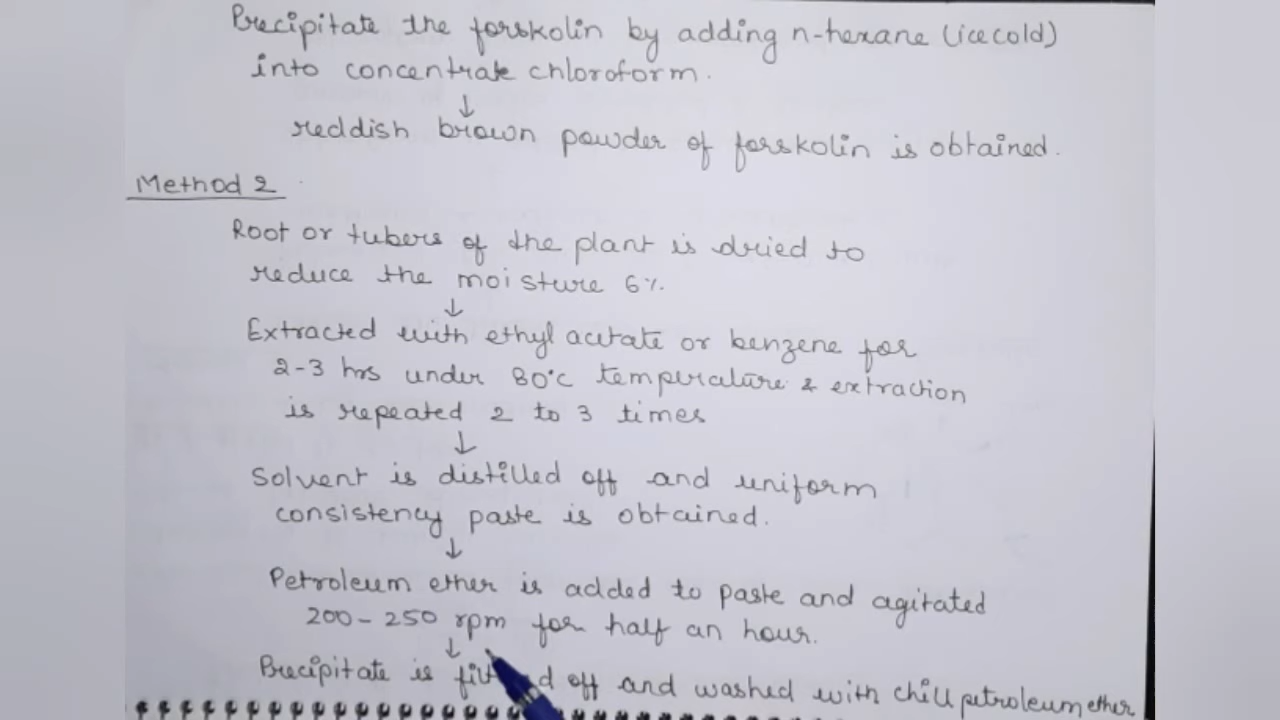 Precipitate the forskolin by adding n-hexane (ice cold)
into concentrate chloroform.
↓
reddish brown powder of forskolin is obtained.
Method 2
Root or tubers of the plant is dried to
reduce the moisture 6%.
↓
Extracted with ethyl acetate or benzene for
2-3 hrs under 80°c temperature & extraction
is repeated 2 to 3 times
↓
Solvent is distilled off and uniform
consistency paste is obtained.
↓
Petroleum ether is added to paste and agitated
200-250 rpm for half an hour.
↓
Precipitate is off and washed with chill petroleum ether